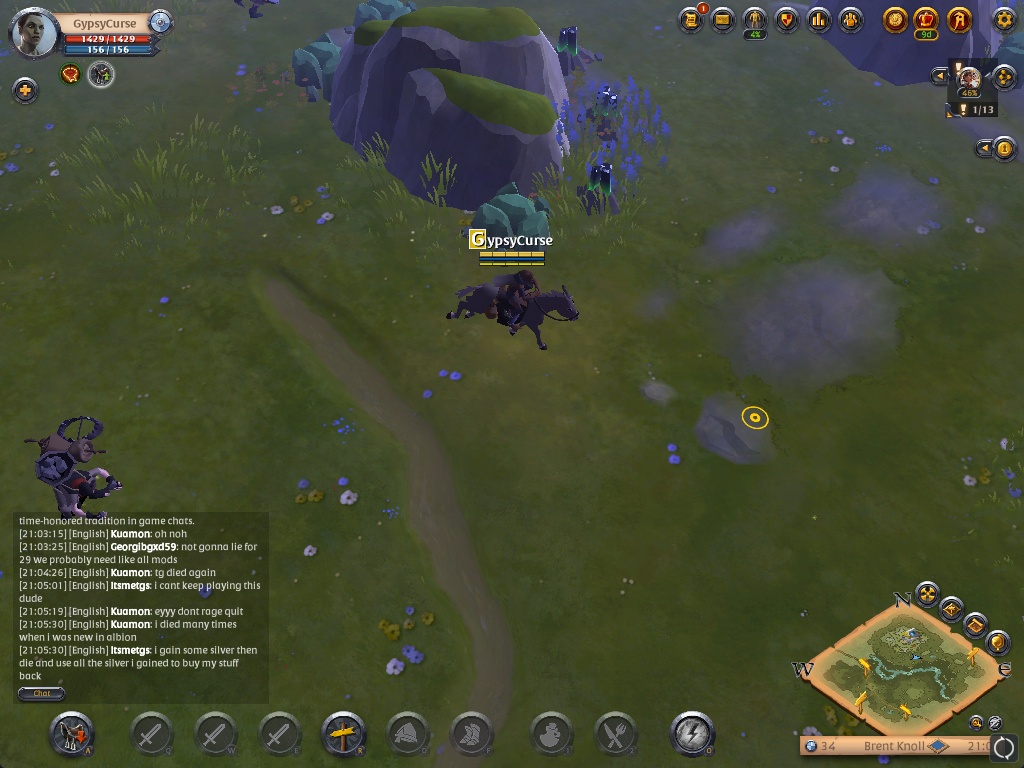 GypsyCurse
1429 / 1429
156 / 156
1
4%
9d
46%
1/13
GypsyCurse
time-honored tradition in game chats.
[21:03:15] [English] Kuamon: oh noh
[21:03:25] [English] Georgibgxd59: not gonna lie for
29 we probably need like all mods
[21:04:26] [English] Kuamon: tg died again
[21:05:01] [English] Itsmetgs: i cant keep playing this
dude
[21:05:19] [English] Kuamon: eyyy dont rage quit
[21:05:30] [English] Kuamon: i died many times
when i was new in albion
[21:05:30] [English] Itsmetgs: i gain some silver then
die and use all the silver i gained to buy my stuff
back
Chat
N
W
E
A
Q
W
E
R
D
F
34
Brent Knoll